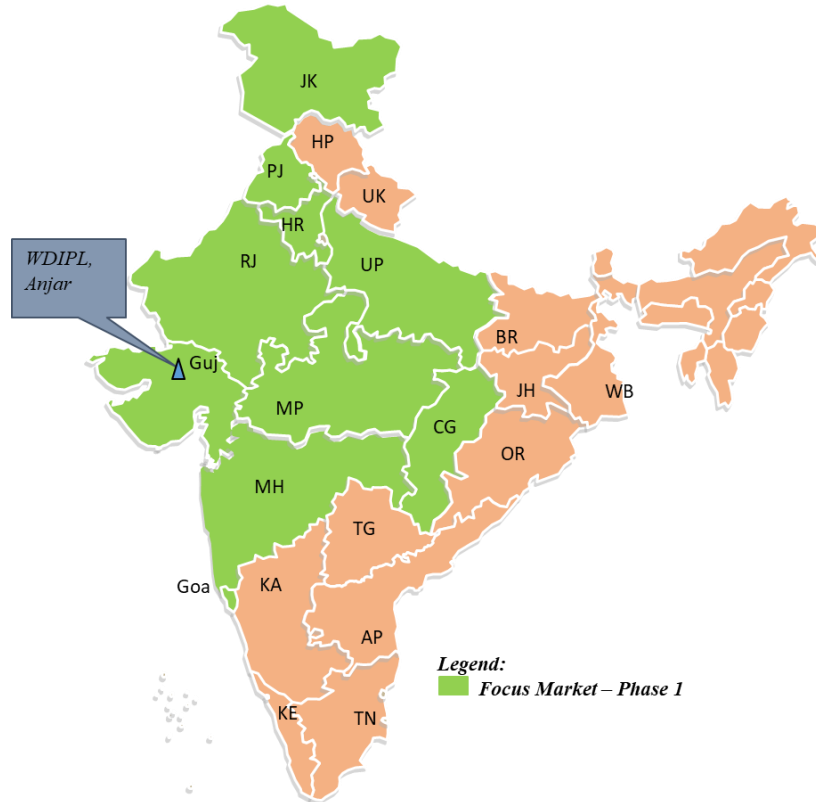 JK
HP
PJ
UK
HR
WDIPL,
Anjar
RJ
UP
BR
Guj
JH
WB
MP
CG
OR
MH
TG
Goa
KA
AP
Legend:
Focus Market – Phase 1
KE
TN